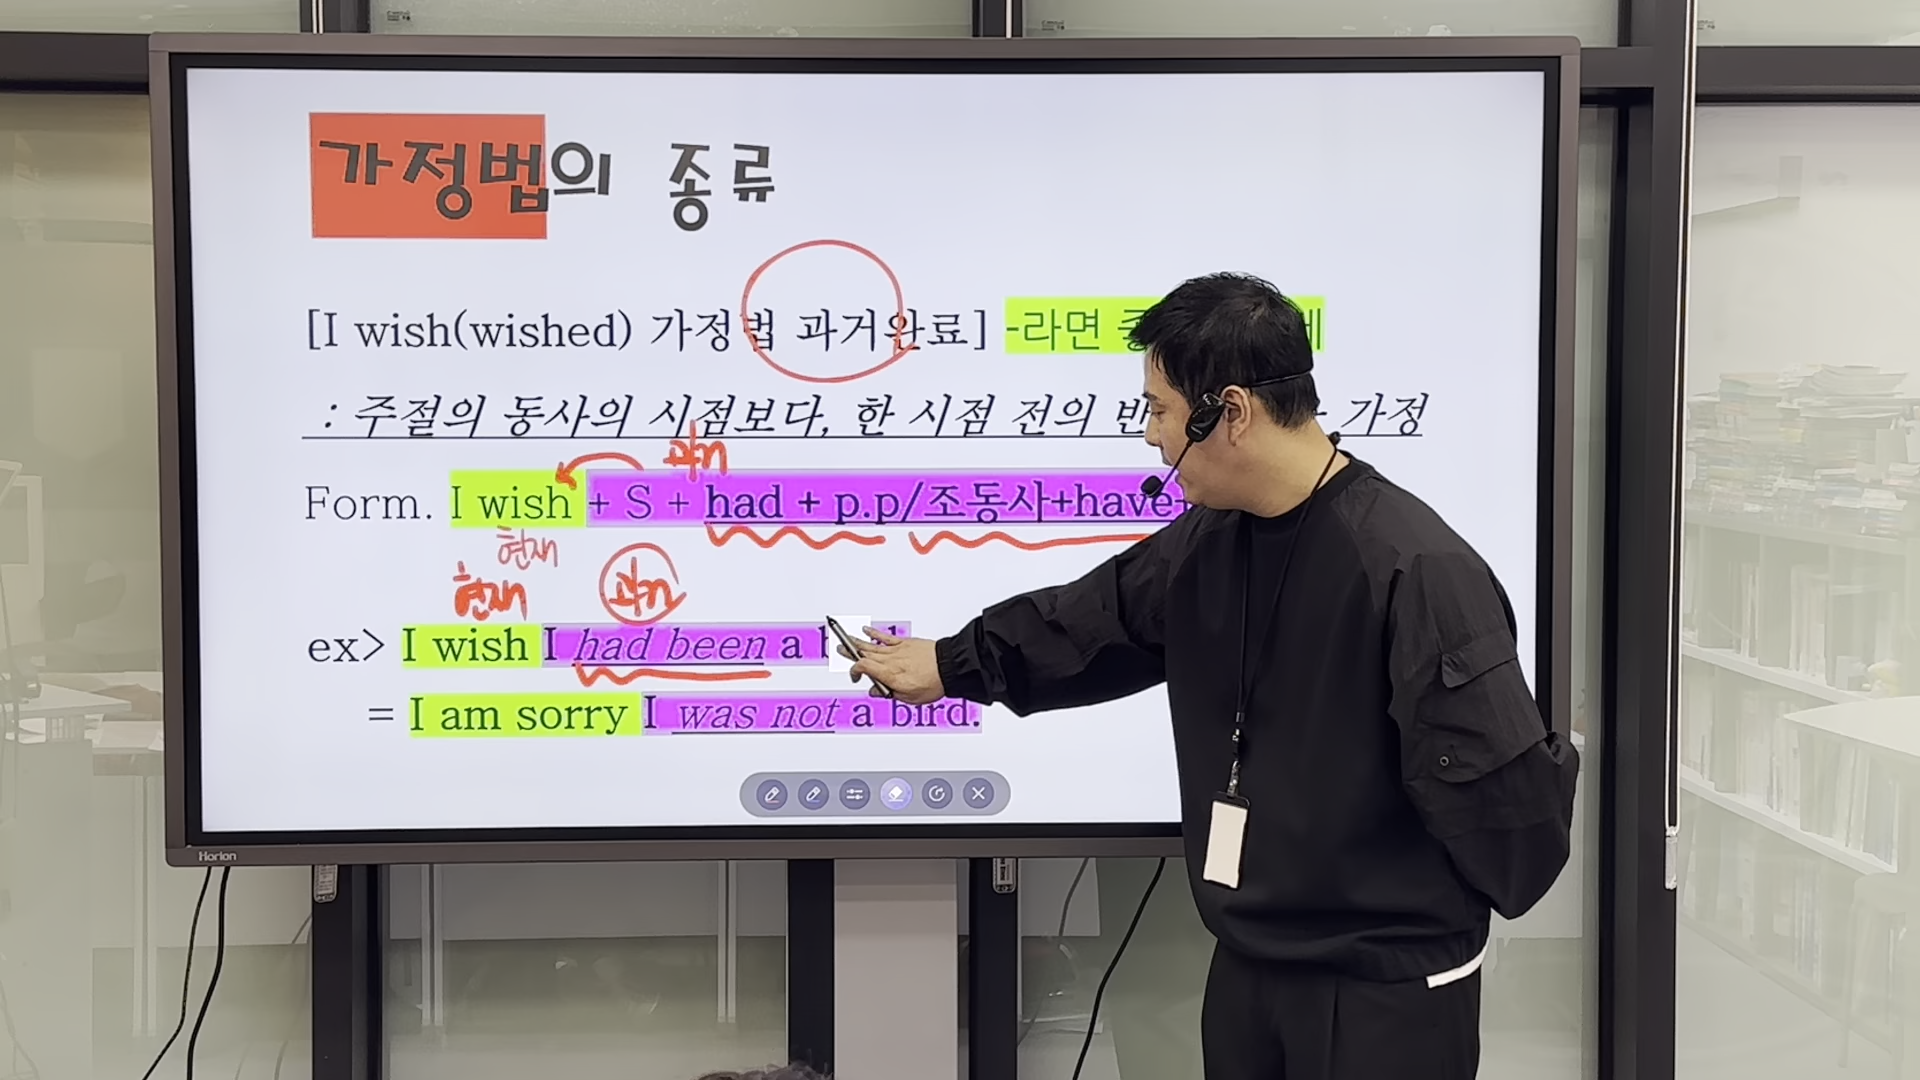 가정법의 종류
[I wish(wished) 가정법 과거완료] -라면
: 주절의 동사의 시점보다, 한 시점 전의 가정
과거
Form. I wish + S + had + p.p/조동사+have+
현재
현재 과거
ex> I wish I had been a
= I am sorry I was not a bird.
Horion